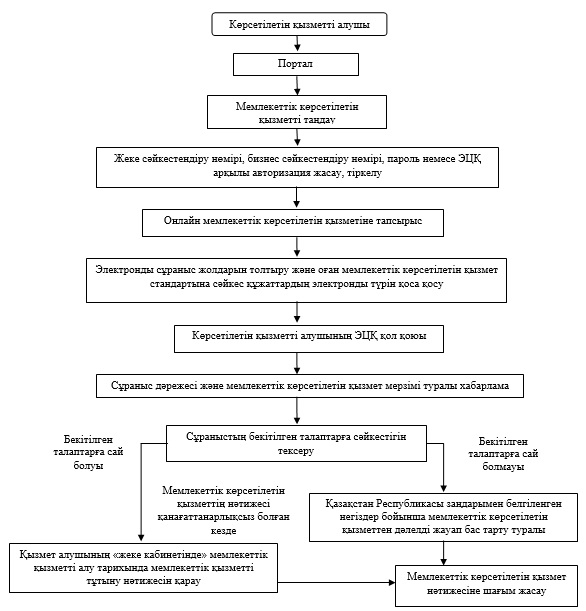 Көрсетілетін қызметті алушы
Портал
Мемлекеттік көрсетілетін
қызметті таңдау
Жеке сәйкестендіру нөмірі, бизнес сәйкестендіру нөмірі, пароль немесе ЭЦҚ
арқылы авторизация жасау, тіркелу
Онлайн мемлекеттік көрсетілетін қызметіне тапсырыс
Электронды сұраныс жолдарын толтыру және оған мемлекеттік көрсетілетін қызмет
стандартына сәйкес құжаттардың электронды түрін қоса қосу
Көрсетілетін қызметті алушының ЭЦҚ қол қоюы
Сұраныс дәрежесі және мемлекеттік көрсетілетін қызмет мерзімі туралы хабарлама
Сұраныстың бекітілген талаптарға сәйкестігін
тексеру
Бекітілген
талаптарға сай
болуы
Бекітілген
талаптарға сай
болмауы
Мемлекеттік көрсетілетін
қызметтің нәтижесі
қанағаттанарлықсыз болған
кезде
Қазақстан Республикасы заңдарымен белгіленген
негіздер бойынша мемлекеттік көрсетілетін
қызметтен дәлелді жауап бас тарту туралы
Қызмет алушының «жеке кабинетінде» мемлекеттік
қызметті алу тарихында мемлекеттік қызметті
тұтыну нәтижесін қарау
Мемлекеттік көрсетілетін қызмет
нәтижесіне шағым жасау